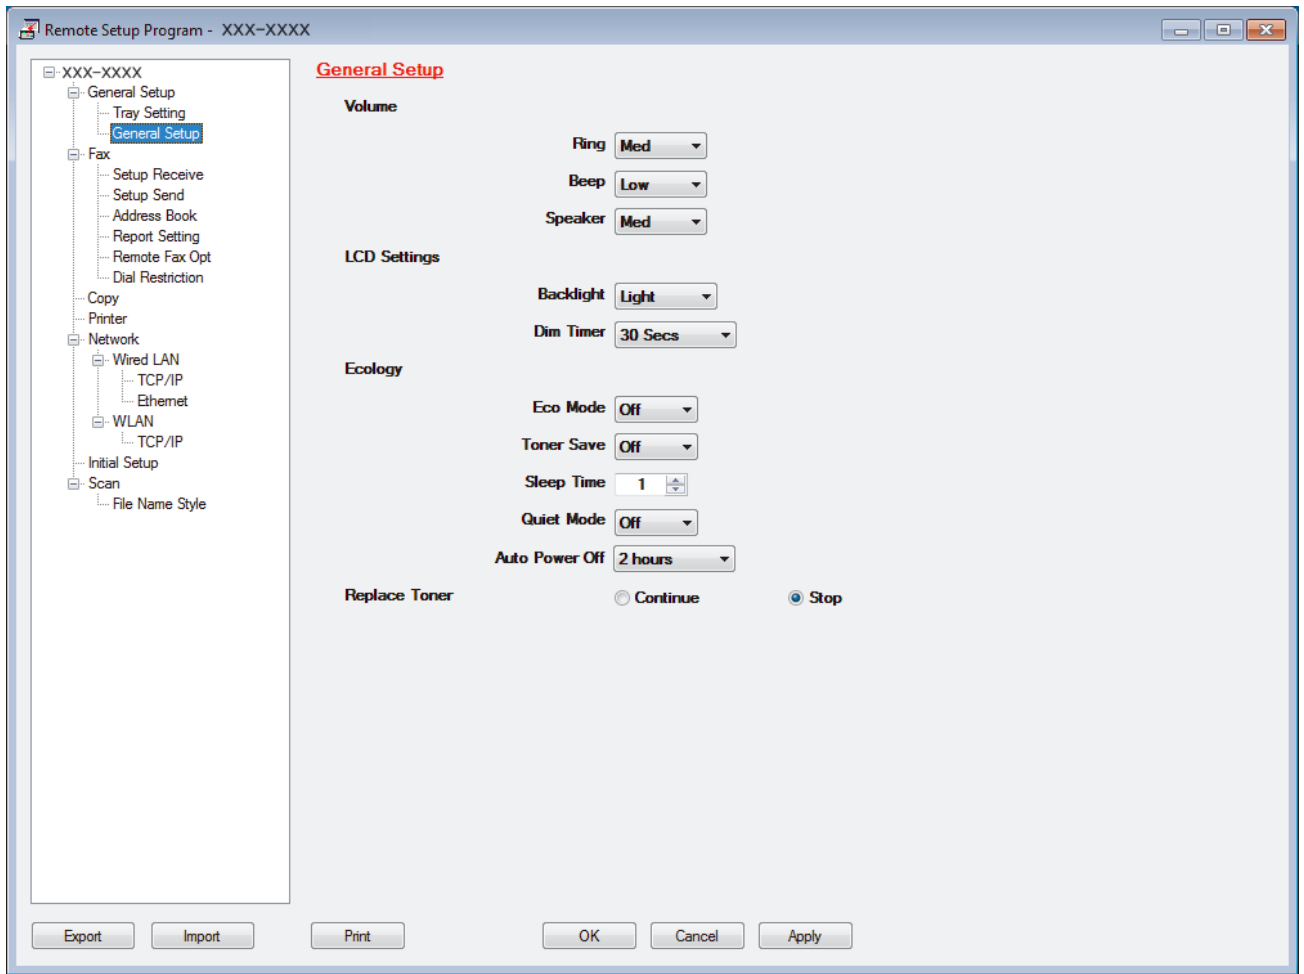 Remote Setup Program - XXX-XXXX
XXX-XXXX
General Setup
Tray Setting
General Setup
Fax
Setup Receive
Setup Send
Address Book
Report Setting
Remote Fax Opt
Dial Restriction
Copy
Printer
Network
Wired LAN
TCP/IP
Ethernet
WLAN
TCP/IP
Initial Setup
Scan
File Name Style
General Setup
Volume
Ring Med
Beep Low
Speaker Med
LCD Settings
Backlight Light
Dim Timer 30 Secs
Ecology
Eco Mode Off
Toner Save Off
Sleep Time 1
Quiet Mode Off
Auto Power Off 2 hours
Replace Toner Continue Stop
Export Import Print OK Cancel Apply